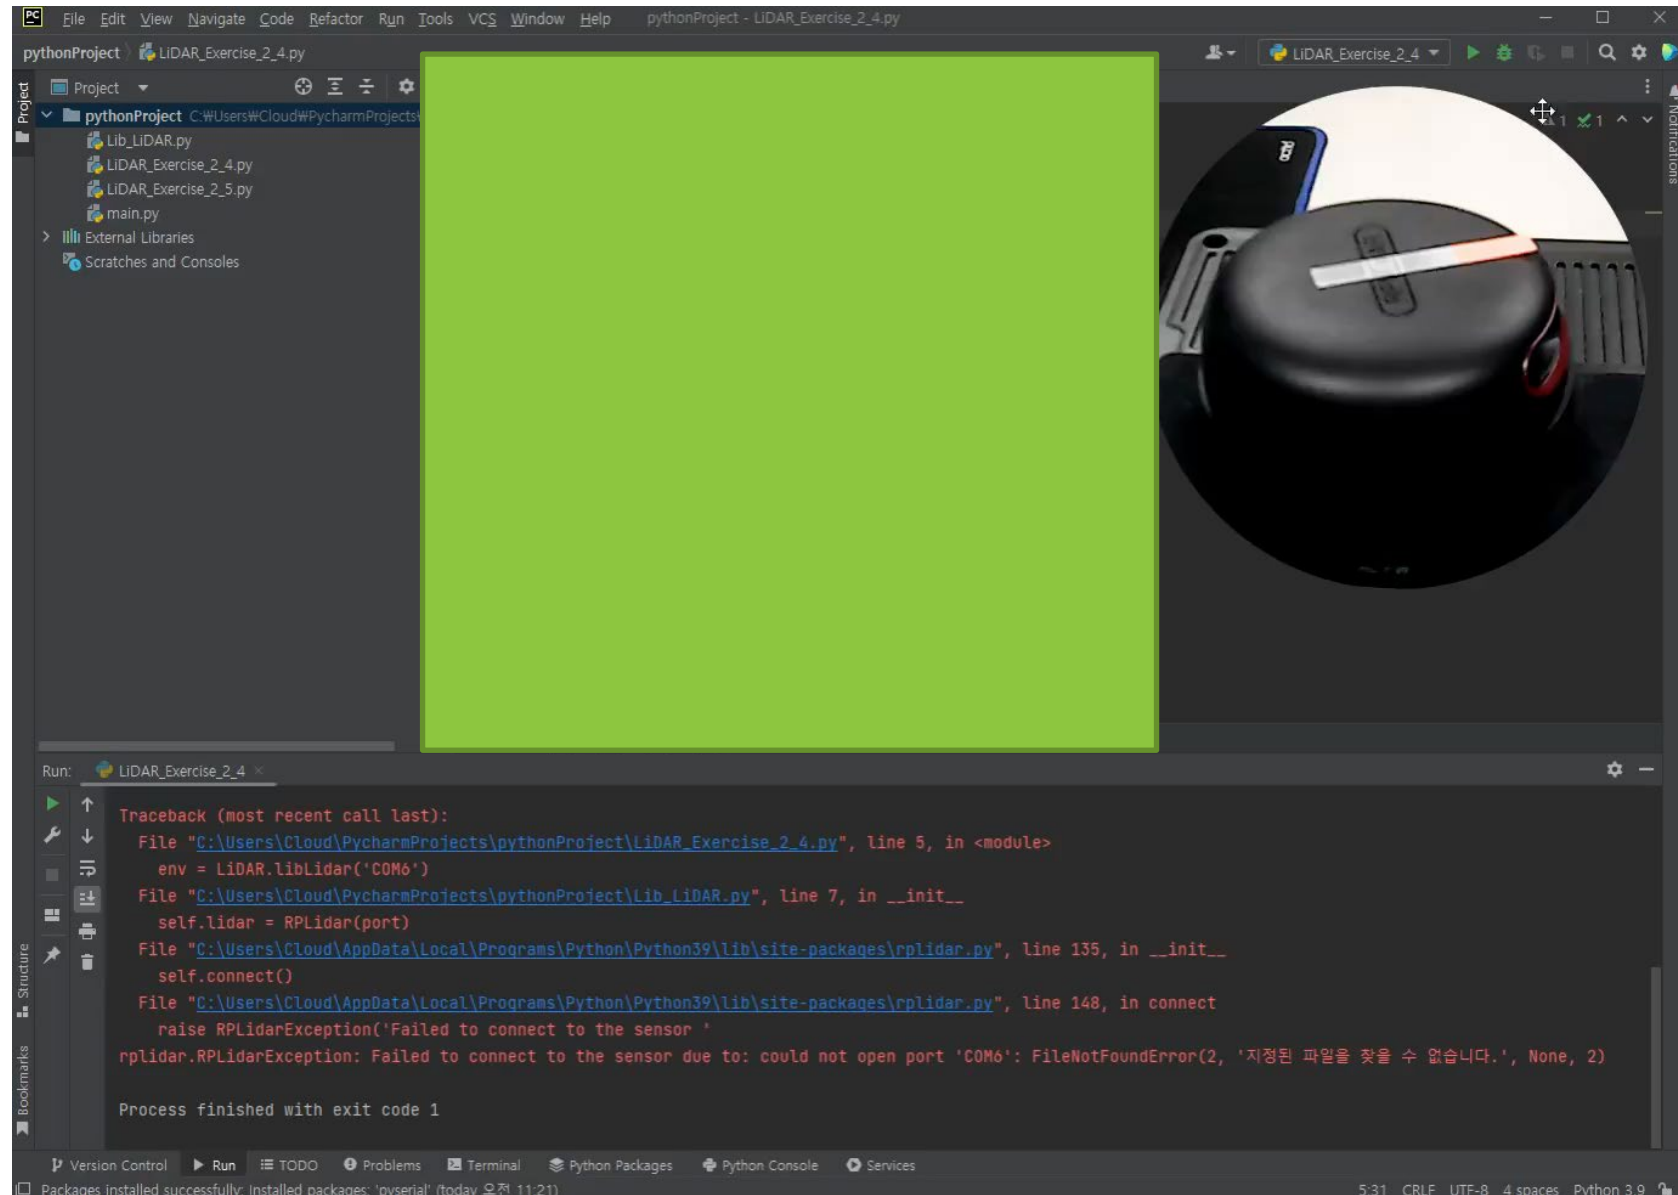 PC File Edit View Navigate Code Refactor Run Tools VCS Window Help pythonProject - LiDAR_Exercise_2_4.py
pythonProject LiDAR_Exercise_2_4.py LiDAR_Exercise_2_4
Project
Project
pythonProject C:₩Users₩Cloud₩PycharmProjects
1 1
Lib_LiDAR.py
LiDAR_Exercise_2_4.py
LiDAR_Exercise_2_5.py
main.py
External Libraries
Scratches and Consoles
Notifications
Run: LiDAR_Exercise_2_4
Traceback (most recent call last):
File "C:\Users\Cloud\PycharmProjects\pythonProject\LiDAR_Exercise_2_4.py", line 5, in <module>
env = LiDAR.libLidar('COM6')
File "C:\Users\Cloud\PycharmProjects\pythonProject\Lib_LiDAR.py", line 7, in __init__
self.lidar = RPLidar(port)
File "C:\Users\Cloud\AppData\Local\Programs\Python\Python39\lib\site-packages\rplidar.py", line 135, in __init__
self.connect()
File "C:\Users\Cloud\AppData\Local\Programs\Python\Python39\lib\site-packages\rplidar.py", line 148, in connect
raise RPLidarException('Failed to connect to the sensor '
rplidar.RPLidarException: Failed to connect to the sensor due to: could not open port 'COM6': FileNotFoundError(2, '지정된 파일을 찾을 수 없습니다.', None, 2)
Process finished with exit code 1
Structure
Bookmarks
Version Control Run TODO Problems Terminal Python Packages Python Console Services
Packages installed successfully: Installed packages: 'pyserial' (today 오전 11:21) 5:31 CRLF UTF-8 4 spaces Python 3.9